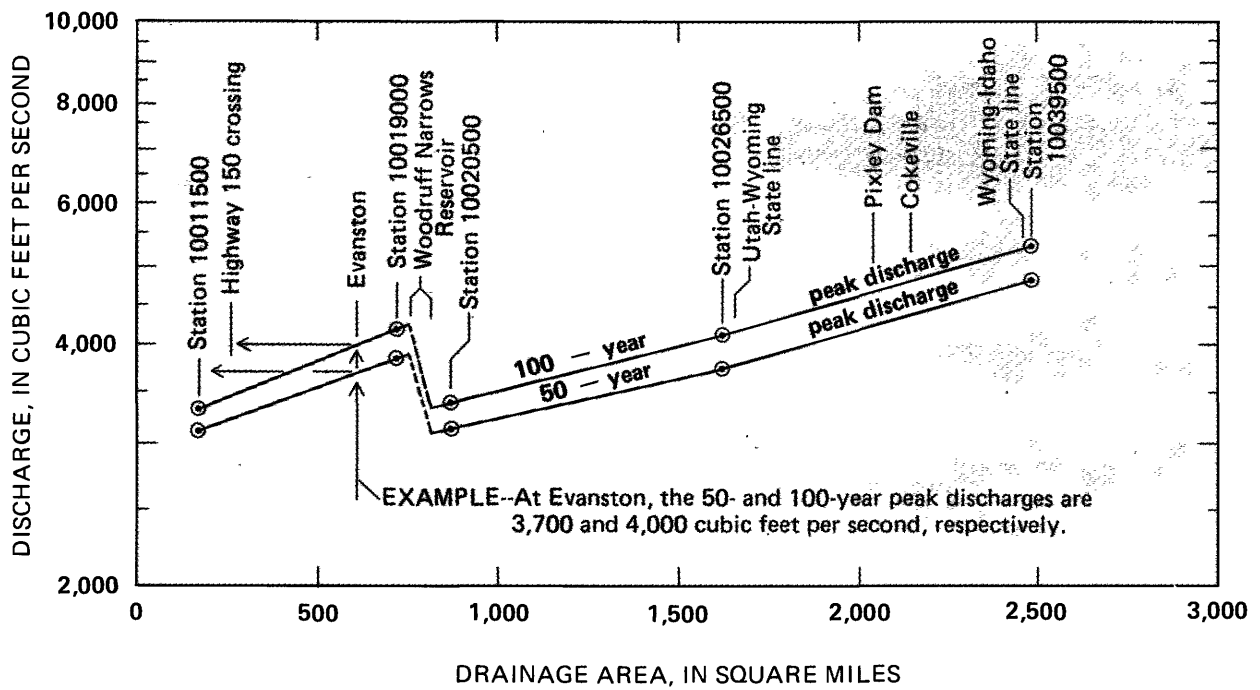 DISCHARGE, IN CUBIC FEET PER SECOND
10,000
8,000
6,000
4,000
2,000
Station 10011500
Highway 150 crossing
Evanston
Station 10019000
Woodruff Narrows
Reservoir
Station 10020500
Station 10026500
Utah-Wyoming
State line
Pixley Dam
Cokeville
Wyoming-Idaho
State line
Station
10039500
100 – year peak discharge
50 – year peak discharge
EXAMPLE--At Evanston, the 50- and 100-year peak discharges are
3,700 and 4,000 cubic feet per second, respectively.
0 500 1,000 1,500 2,000 2,500 3,000
DRAINAGE AREA, IN SQUARE MILES